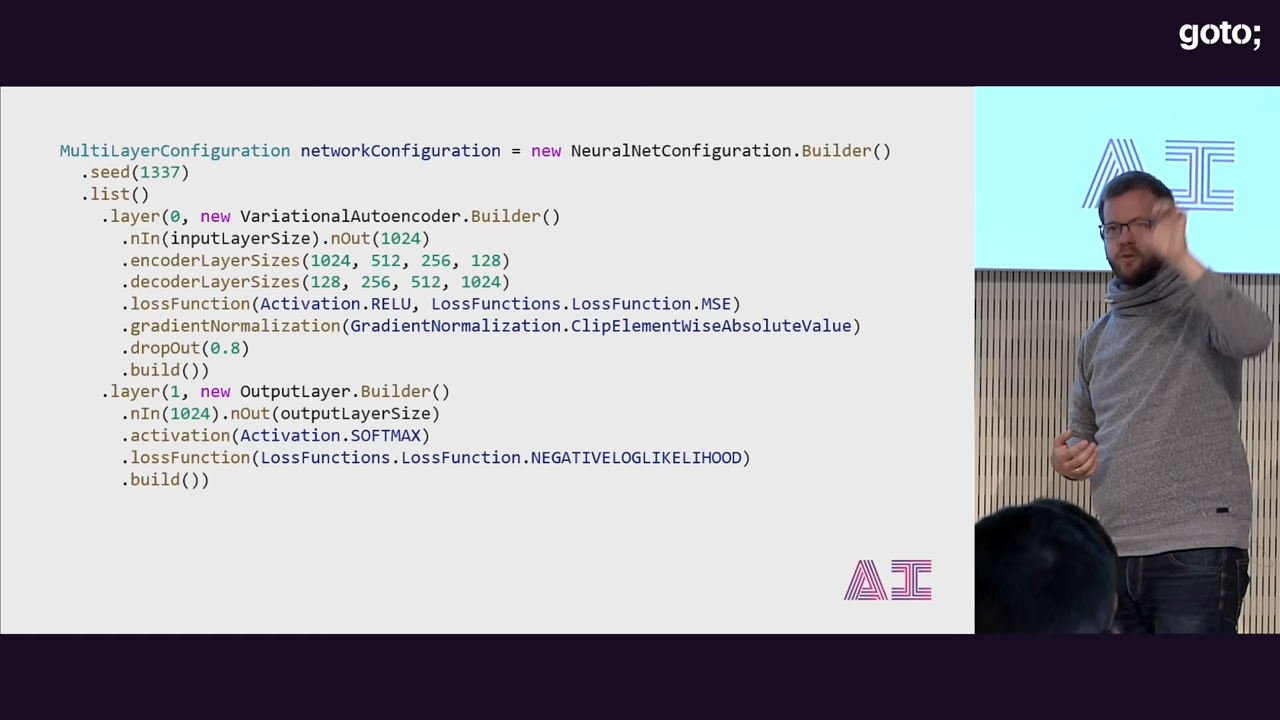 goto;
MultiLayerConfiguration networkConfiguration = new NeuralNetConfiguration.Builder()
.seed(1337)
.list()
.layer(0, new VariationalAutoencoder.Builder()
.nIn(inputLayerSize).nOut(1024)
.encoderLayerSizes(1024, 512, 256, 128)
.decoderLayerSizes(128, 256, 512, 1024)
.lossFunction(Activation.RELU, LossFunctions.LossFunction.MSE)
.gradientNormalization(GradientNormalization.ClipElementWiseAbsoluteValue)
.dropOut(0.8)
.build())
.layer(1, new OutputLayer.Builder()
.nIn(1024).nOut(outputLayerSize)
.activation(Activation.SOFTMAX)
.lossFunction(LossFunctions.LossFunction.NEGATIVELOGLIKELIHOOD)
.build())
AI
AI